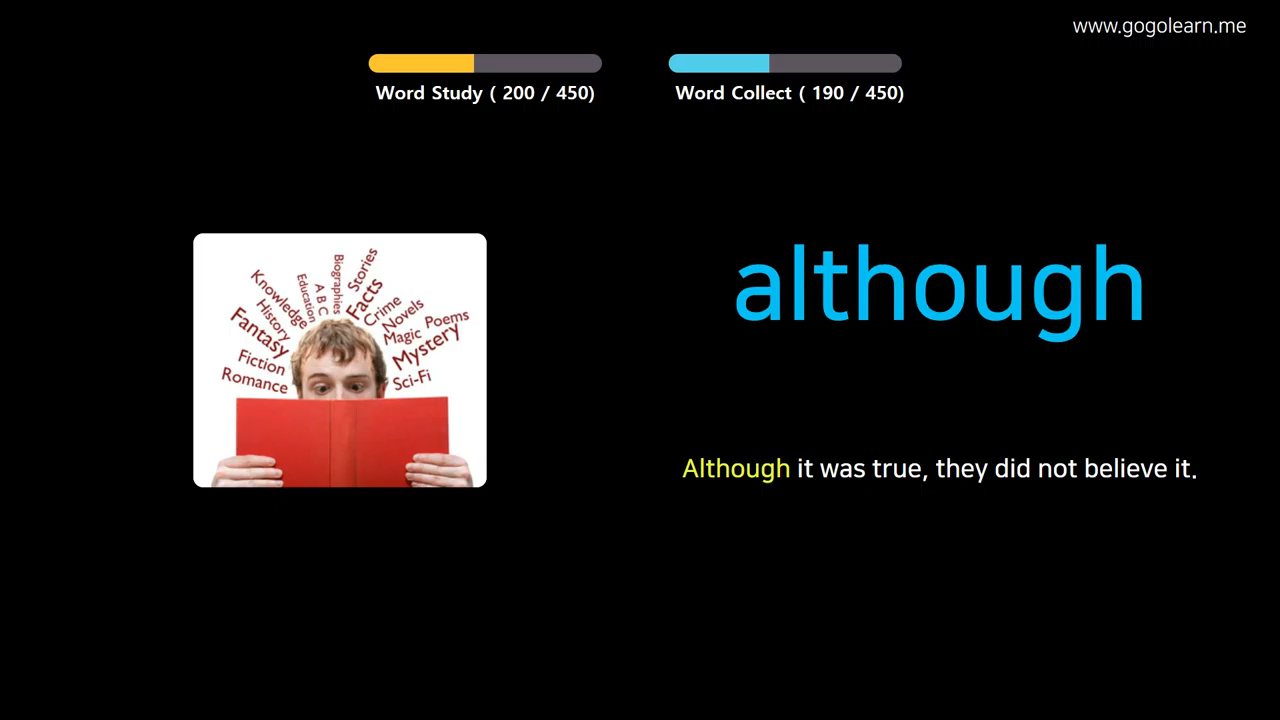 www.gogolearn.me
Word Study ( 200 / 450)
Word Collect ( 190 / 450)
although
Although it was true, they did not believe it.
Knowledge
History
Fantasy
Fiction
Romance
Education
A B C
Biographies
Stories
Facts
Crime
Novels
Magic
Poems
Mystery
Sci-Fi